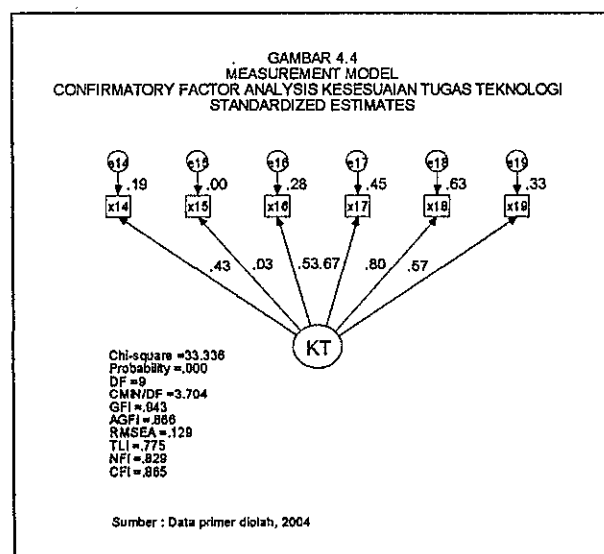 GAMBAR 4.4
MEASUREMENT MODEL
CONFIRMATORY FACTOR ANALYSIS KESESUAIAN TUGAS TEKNOLOGI
STANDARDIZED ESTIMATES
e14 e15 e16 e17 e18 e19
.19 .00 .28 .45 .63 .33
x14 x15 x16 x17 x18 x19
.43 .03 .53 .67 .80 .57
KT
Chi-square =33.336
Probability =.000
DF =9
CMIN/DF =3.704
GFI =.943
AGFI =.866
RMSEA =.129
TLI =.775
NFI =.829
CFI =.865
Sumber : Data primer diolah, 2004